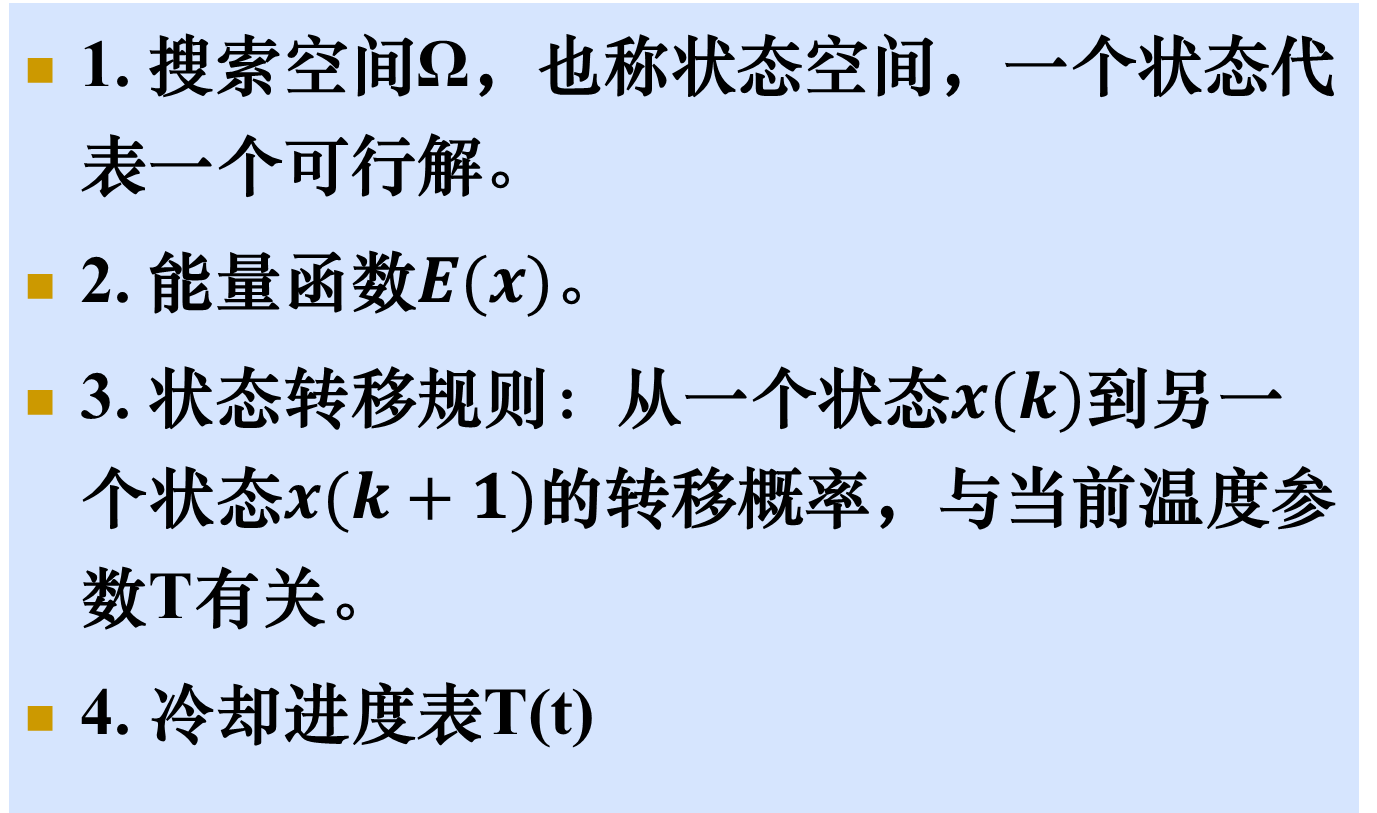 1. 搜索空间Ω，也称状态空间，一个状态代
表一个可行解。
2. 能量函数E(x)。
3. 状态转移规则：从一个状态x(k)到另一
个状态x(k + 1)的转移概率，与当前温度参
数T有关。
4. 冷却进度表T(t)